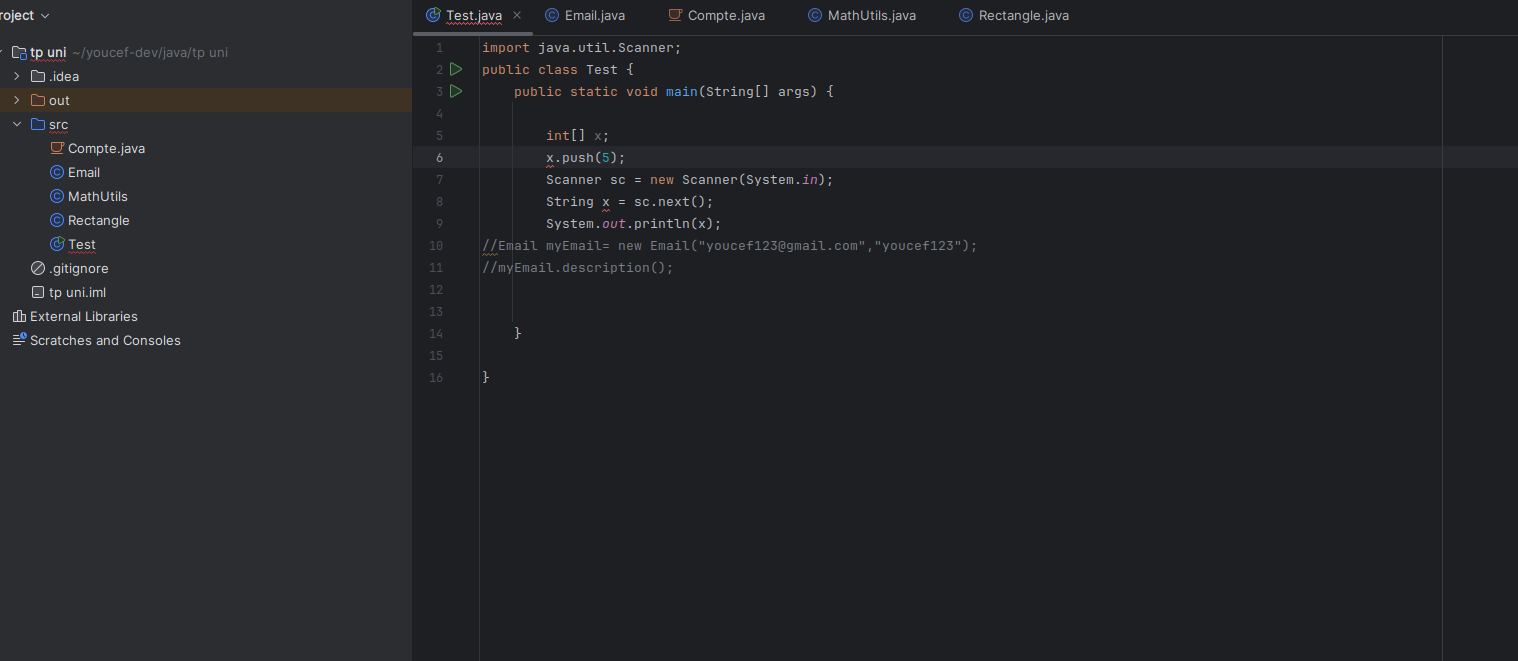 roject
tp uni ~/youcef-dev/java/tp uni
.idea
out
src
Compte.java
Email
MathUtils
Rectangle
Test
.gitignore
tp uni.iml
External Libraries
Scratches and Consoles
Test.java Email.java Compte.java MathUtils.java Rectangle.java
1 import java.util.Scanner;
2 public class Test {
3 public static void main(String[] args) {
4
5 int[] x;
6 x.push(5);
7 Scanner sc = new Scanner(System.in);
8 String x = sc.next();
9 System.out.println(x);
10 //Email myEmail= new Email("youcef123@gmail.com","youcef123");
11 //myEmail.description();
12
13
14 }
15
16 }